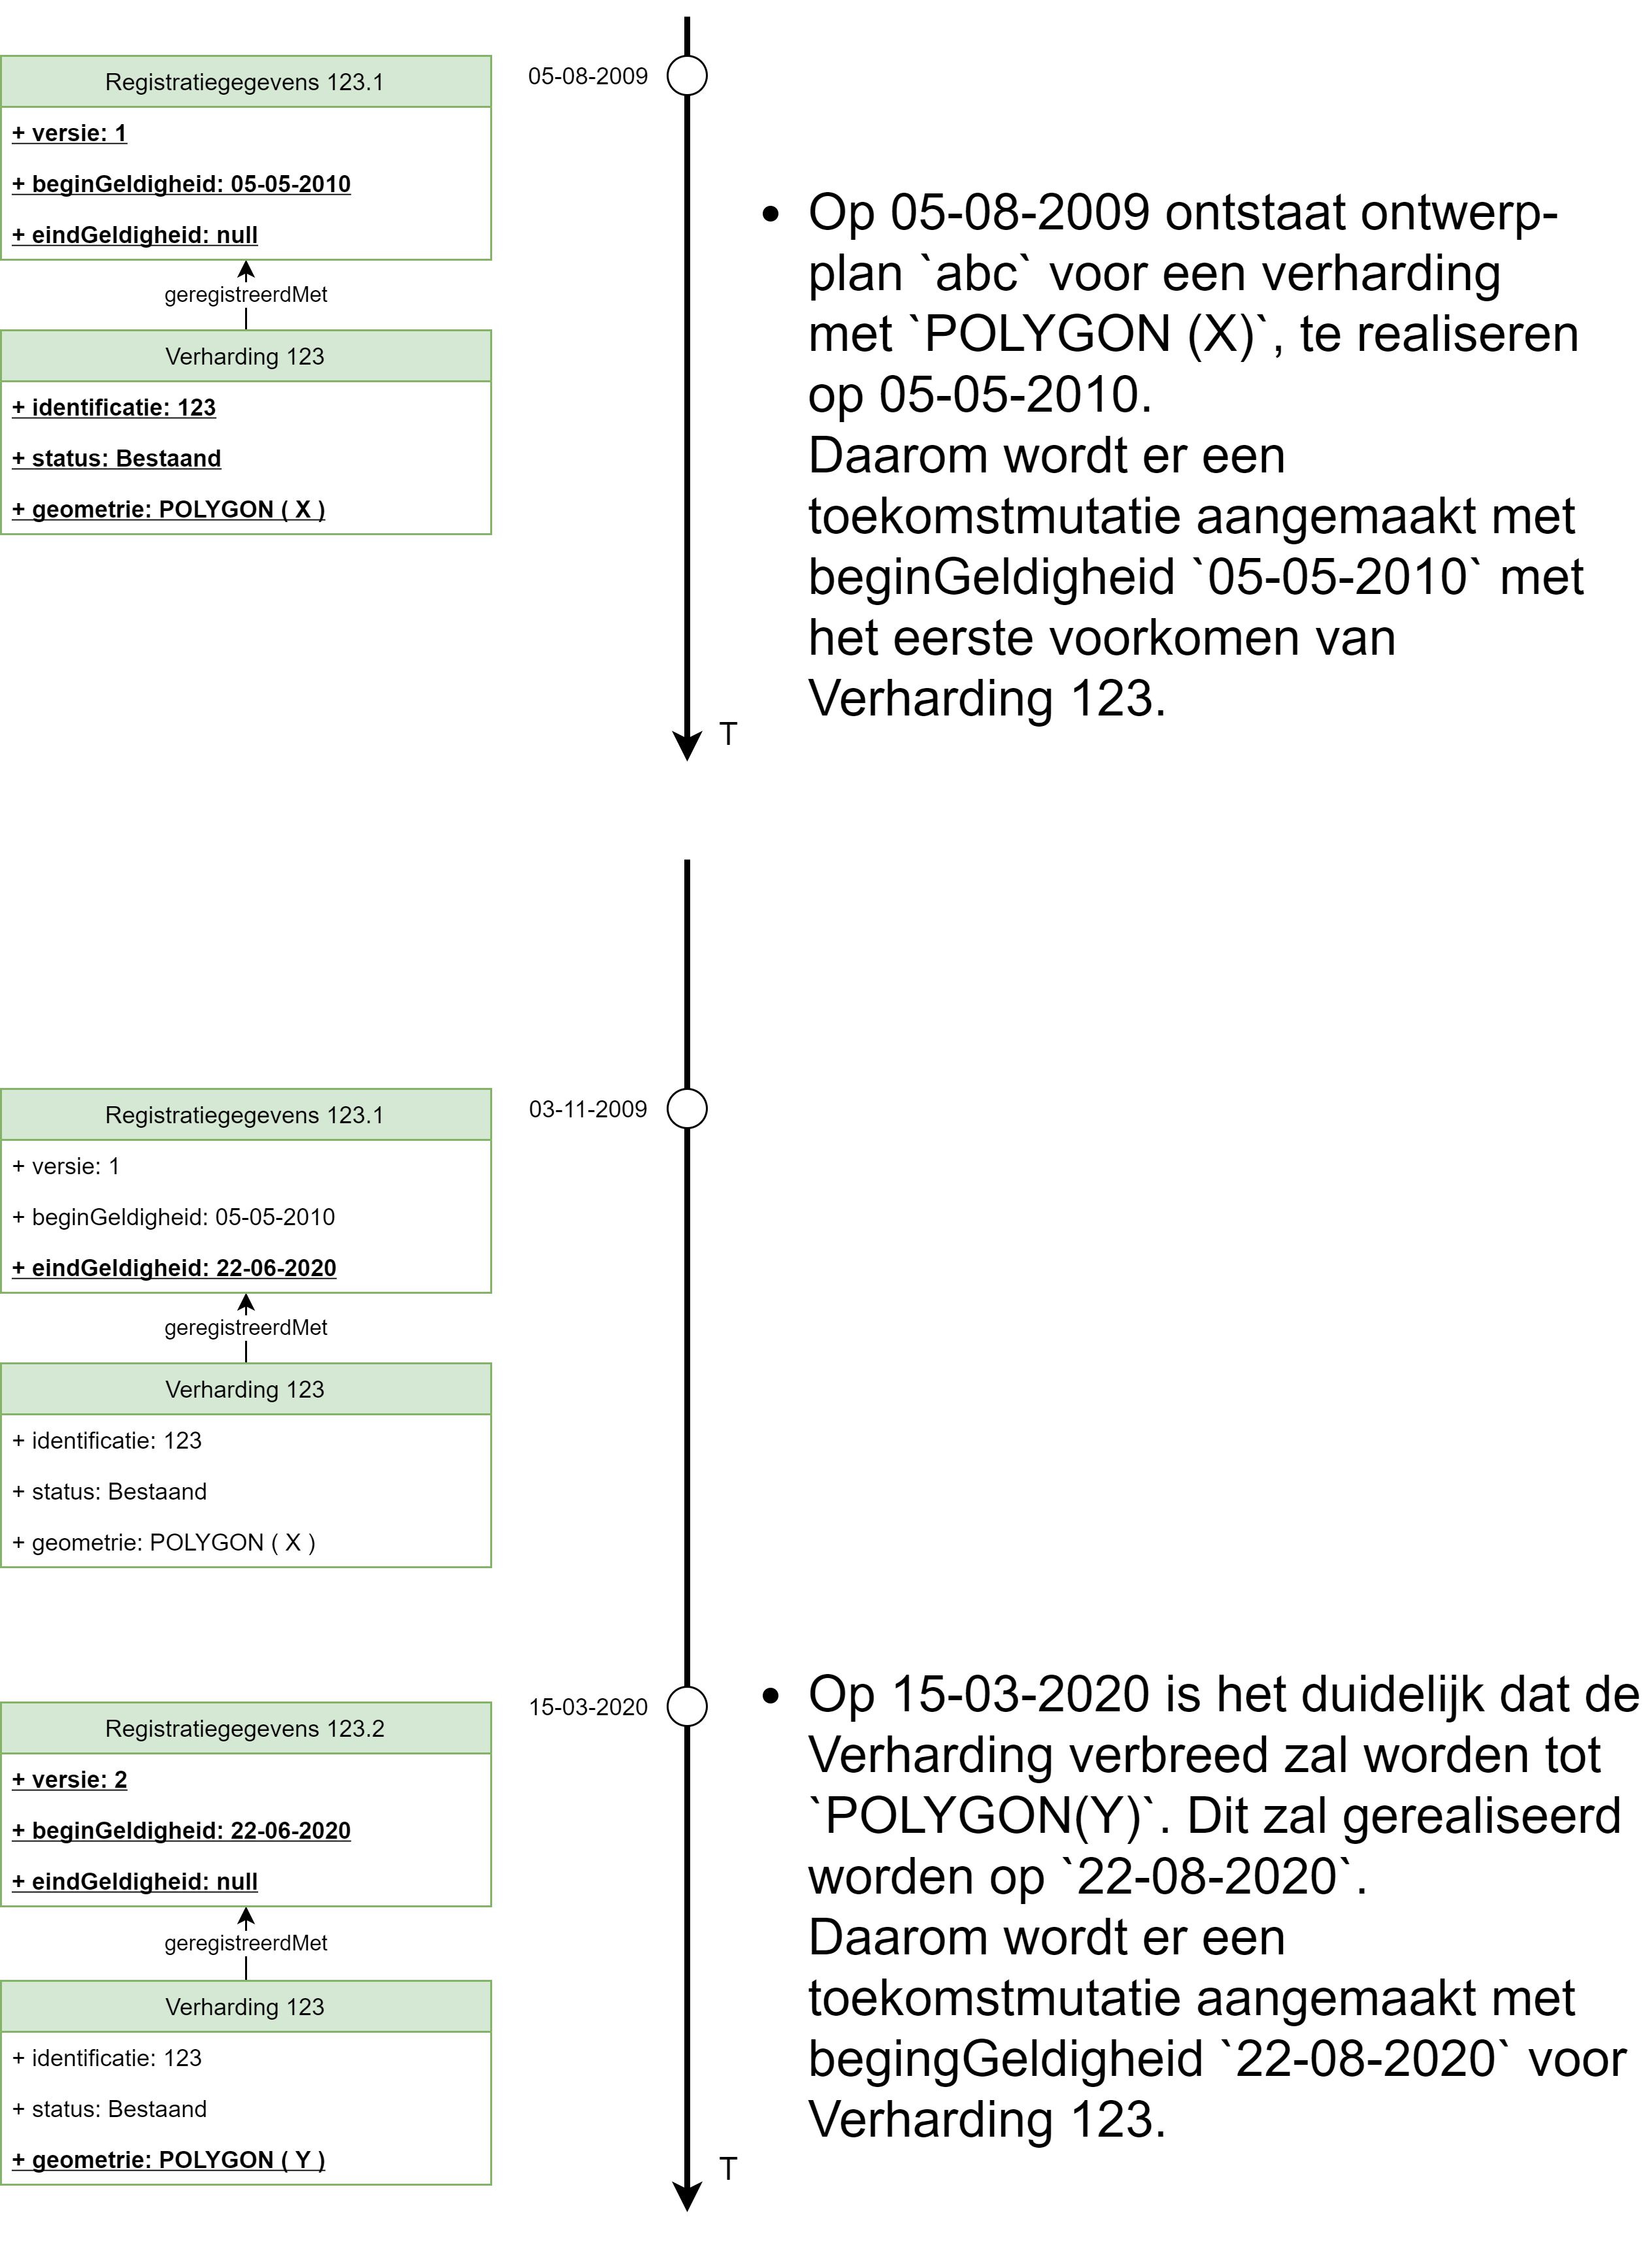 05-08-2009
Registratiegegevens 123.1
+ versie: 1
+ beginGeldigheid: 05-05-2010
+ eindGeldigheid: null
geregistreerdMet
Verharding 123
+ identificatie: 123
+ status: Bestaand
+ geometrie: POLYGON ( X )
• Op 05-08-2009 ontstaat ontwerp-
plan `abc` voor een verharding
met `POLYGON (X)`, te realiseren
op 05-05-2010.
Daarom wordt er een
toekomstmutatie aangemaakt met
beginGeldigheid `05-05-2010` met
het eerste voorkomen van
Verharding 123.
T
03-11-2009
Registratiegegevens 123.1
+ versie: 1
+ beginGeldigheid: 05-05-2010
+ eindGeldigheid: 22-06-2020
geregistreerdMet
Verharding 123
+ identificatie: 123
+ status: Bestaand
+ geometrie: POLYGON ( X )
15-03-2020
Registratiegegevens 123.2
+ versie: 2
+ beginGeldigheid: 22-06-2020
+ eindGeldigheid: null
geregistreerdMet
Verharding 123
+ identificatie: 123
+ status: Bestaand
+ geometrie: POLYGON ( Y )
• Op 15-03-2020 is het duidelijk dat de
Verharding verbreed zal worden tot
`POLYGON(Y)`. Dit zal gerealiseerd
worden op `22-08-2020`.
Daarom wordt er een
toekomstmutatie aangemaakt met
begingGeldigheid `22-08-2020` voor
Verharding 123.
T